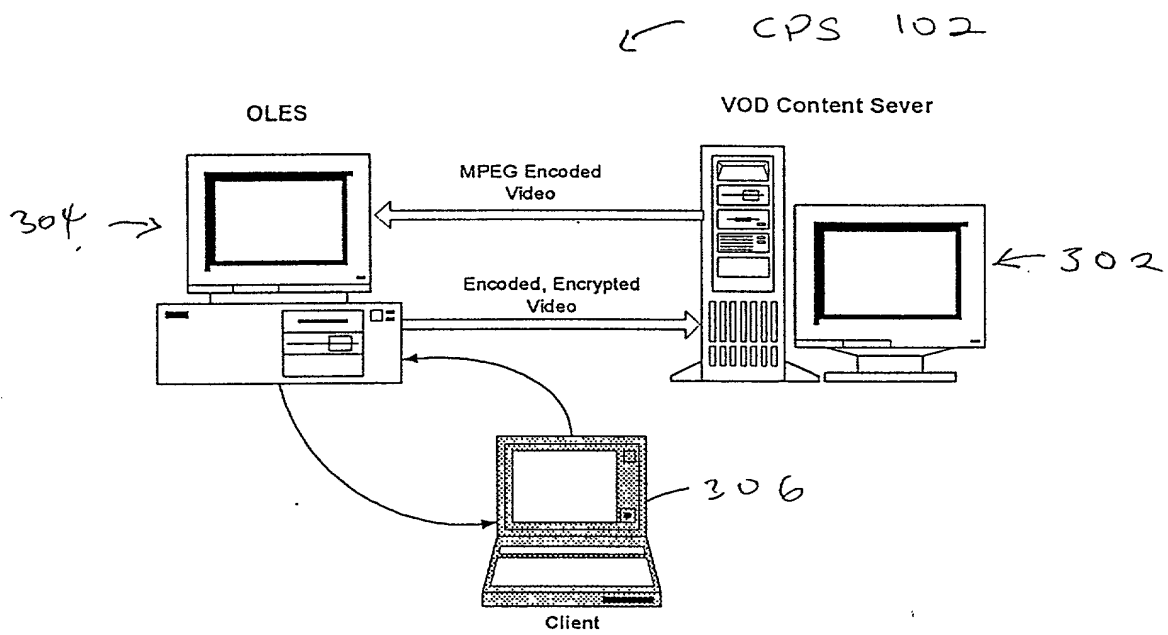 CPS 102
OLES
VOD Content Sever
MPEG Encoded
Video
304
302
Encoded, Encrypted
Video
306
Client